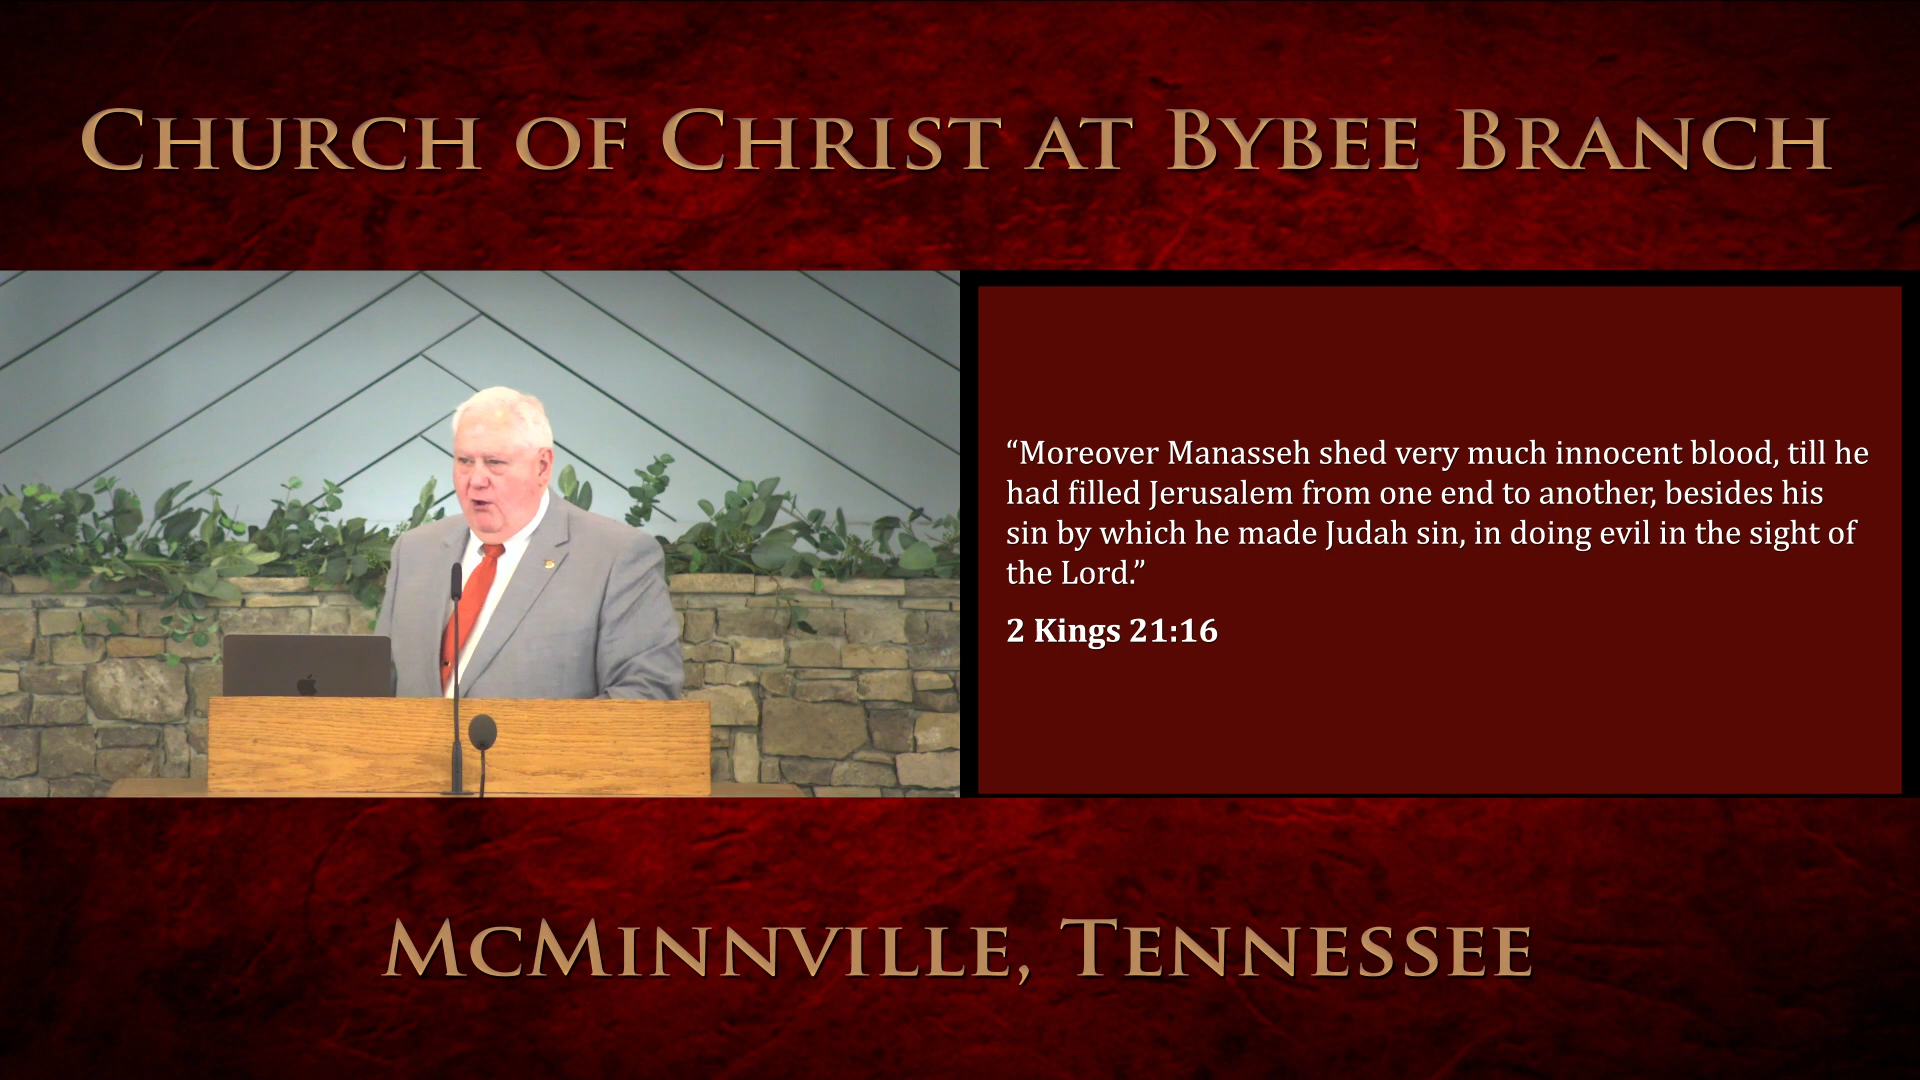 CHURCH OF CHRIST AT BYBEE BRANCH
“Moreover Manasseh shed very much innocent blood, till he
had filled Jerusalem from one end to another, besides his
sin by which he made Judah sin, in doing evil in the sight of
the Lord.”
2 Kings 21:16
MCMINNVILLE, TENNESSEE